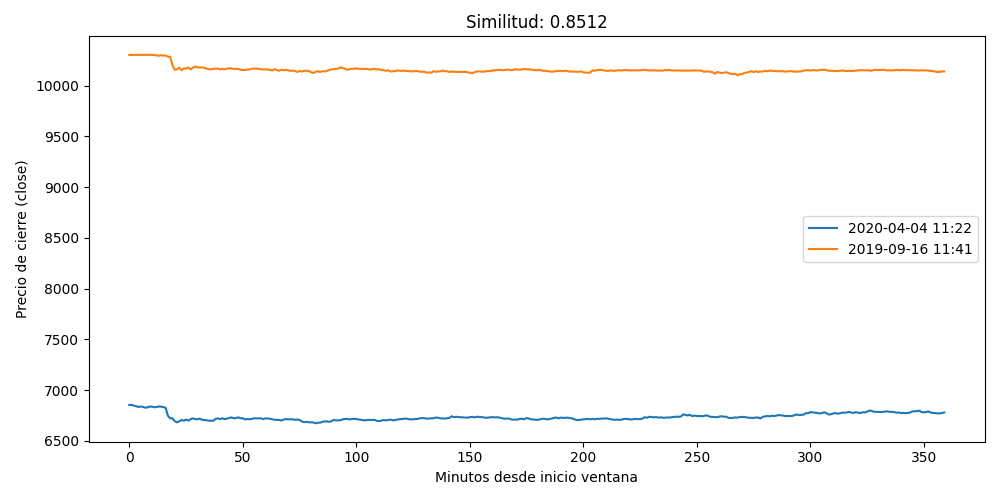 Similitud: 0.8512
Precio de cierre (close)
10000
9500
9000
8500
8000
7500
7000
6500
2020-04-04 11:22
2019-09-16 11:41
0 50 100 150 200 250 300 350
Minutos desde inicio ventana